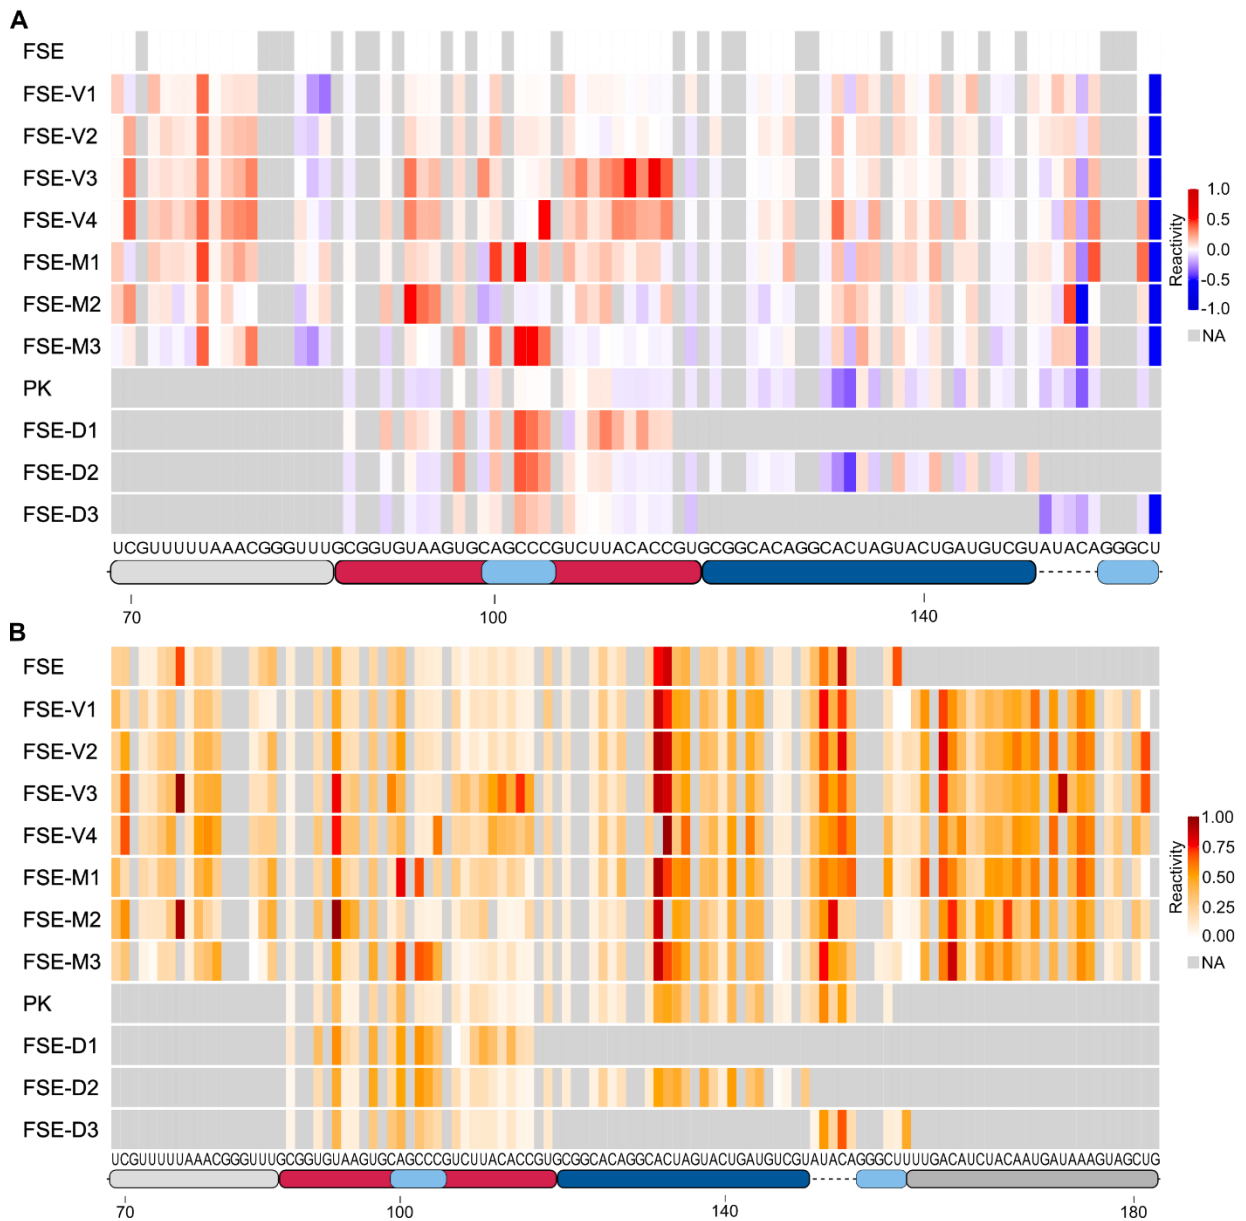 A
FSE
FSE-V1
FSE-V2
FSE-V3
FSE-V4
FSE-M1
FSE-M2
FSE-M3
PK
FSE-D1
FSE-D2
FSE-D3
Reactivity
1.0
0.5
0.0
-0.5
-1.0
NA
UCGUUUUUAAACGGGUUUGCGGUGUAAGUGCAGCCCGUCUUACACCGUGCGGCACAGGCACUAGUACUGAUGUCGUAUACAGGGCU
70
100
140
B
FSE
FSE-V1
FSE-V2
FSE-V3
FSE-V4
FSE-M1
FSE-M2
FSE-M3
PK
FSE-D1
FSE-D2
FSE-D3
Reactivity
1.00
0.75
0.50
0.25
0.00
NA
UCGUUUUUAAACGGGUUUGCGGUGUAAGUGCAGCCCGUCUUACACCGUGCGGCACAGGCACUAGUACUGAUGUCGUAUACAGGGCUUUUGACAUCUACAAUGAUAAAGUAGCUG
70
100
140
180